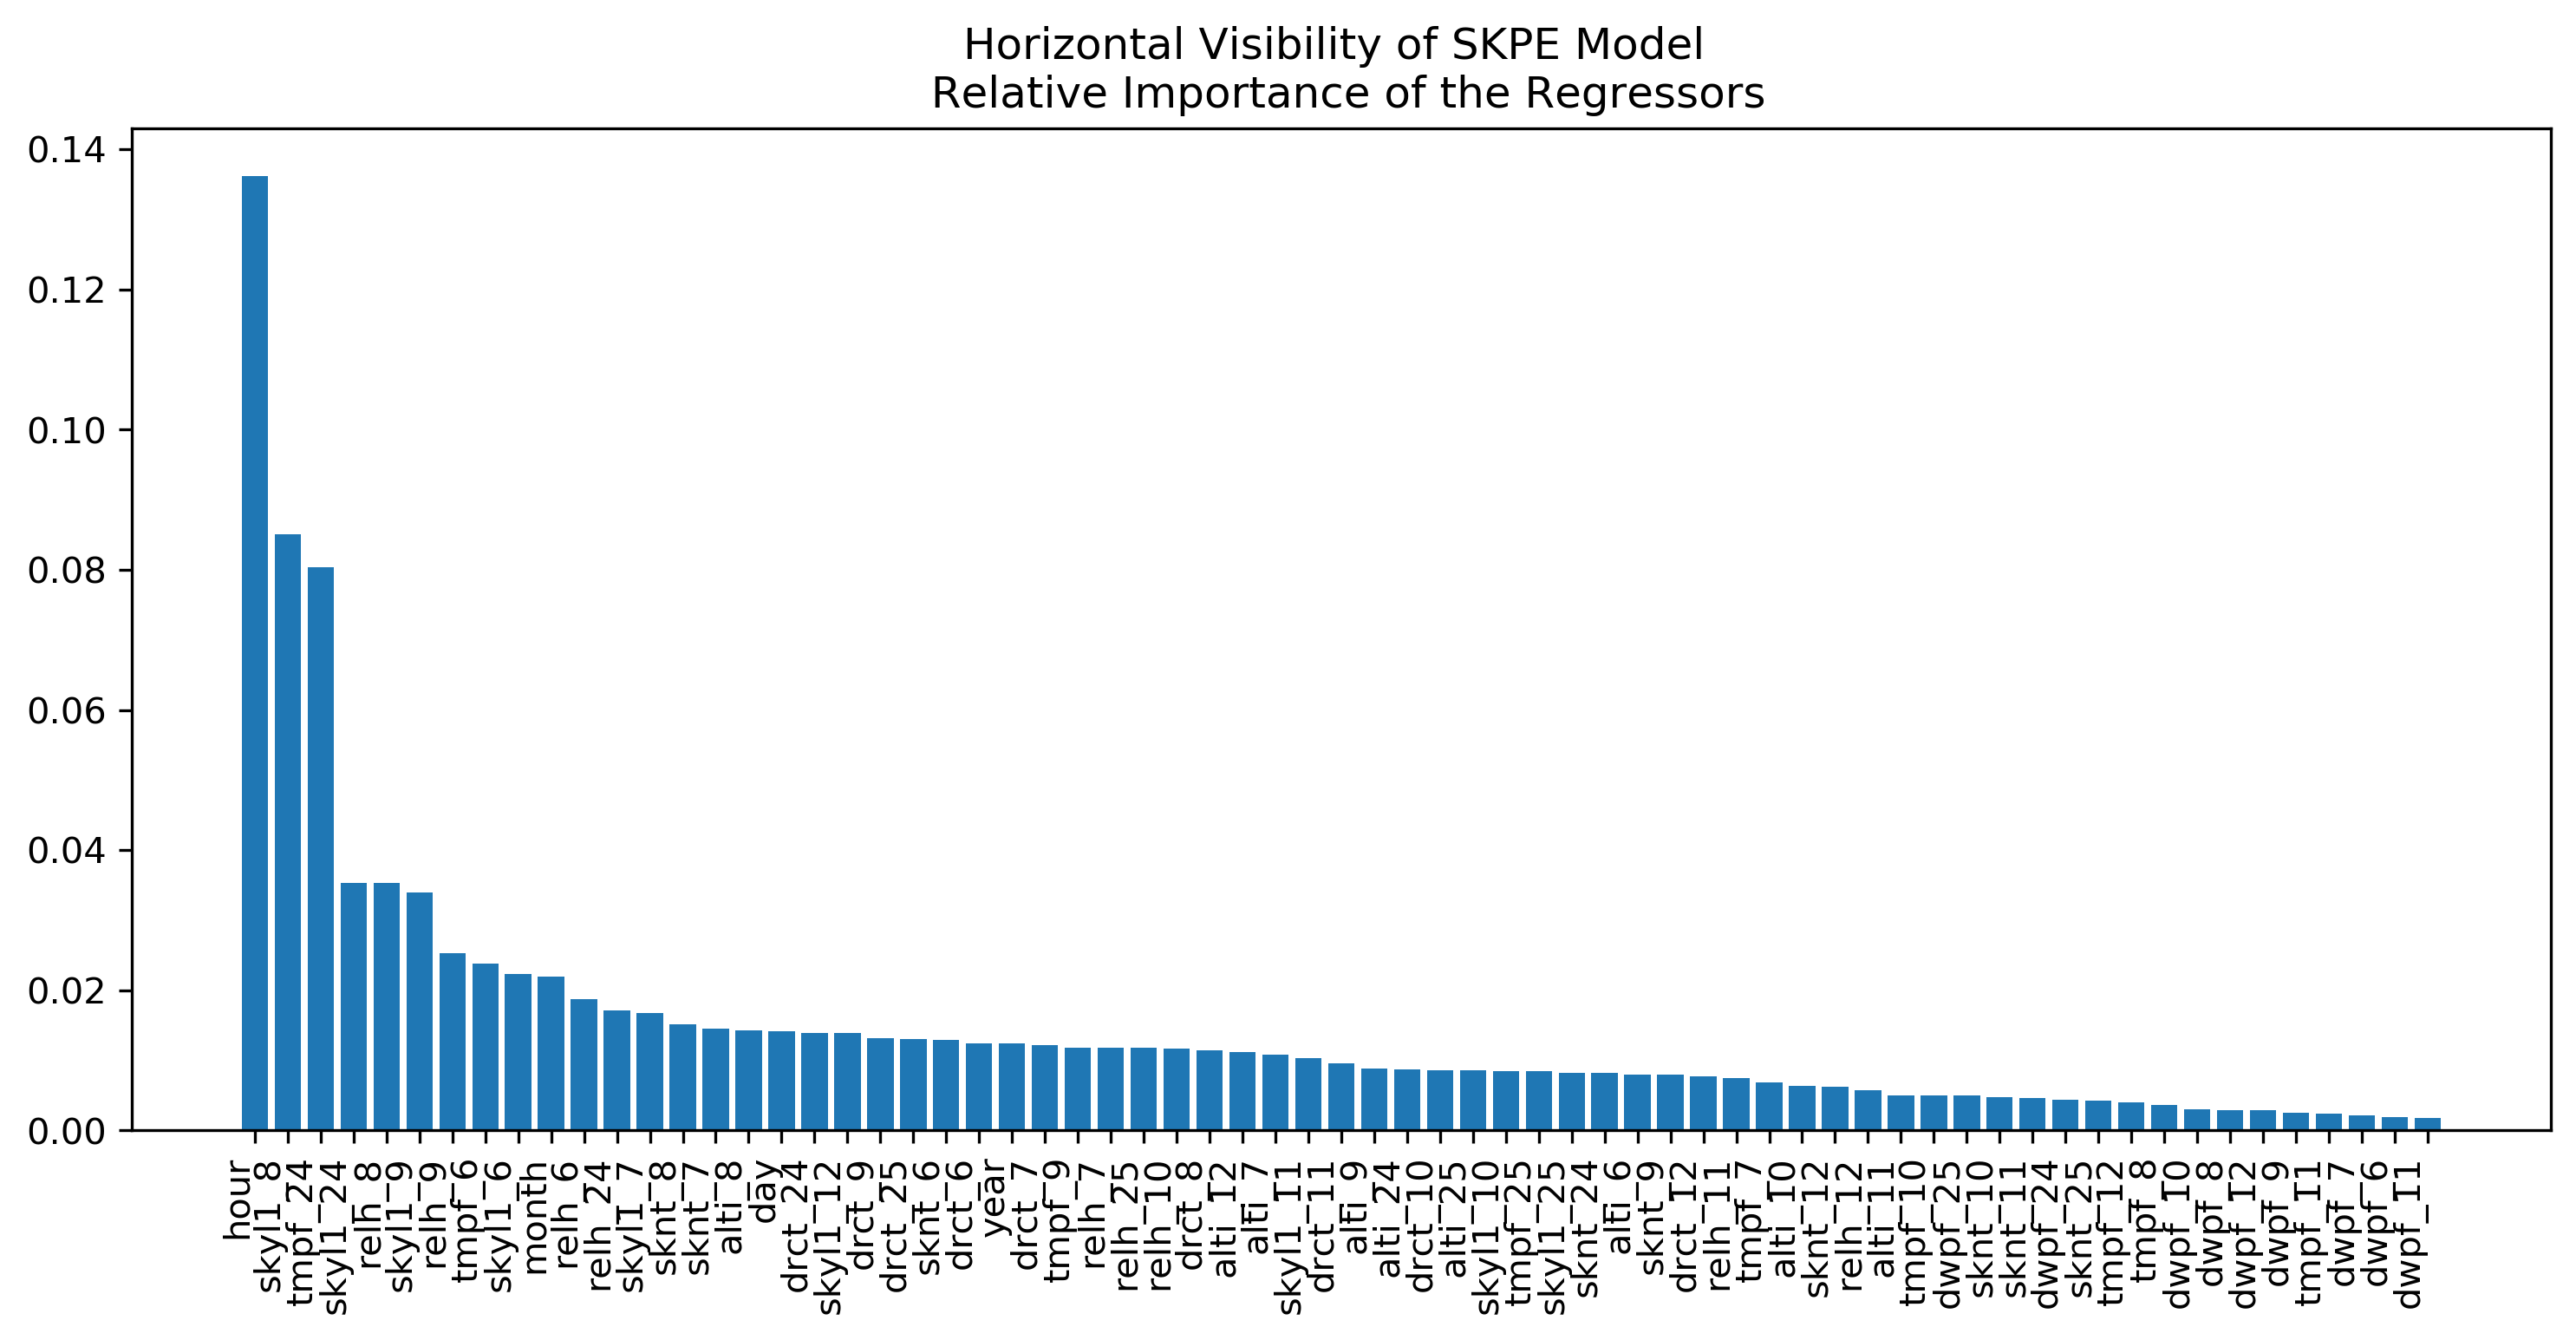 Horizontal Visibility of SKPE Model
Relative Importance of the Regressors
0.14
0.12
0.10
0.08
0.06
0.04
0.02
0.00
hour
skyl1_8
tmpf_24
skyl1_24
relh_8
skyl1_9
relh_9
tmpf_6
skyl1_6
month
relh_6
relh_24
skyl1_7
sknt_8
sknt_7
alti_8
day
drct_24
skyl1_12
drct_9
drct_25
sknt_6
drct_6
year
drct_7
tmpf_9
relh_7
relh_25
relh_10
drct_8
alti_12
alti_7
skyl1_11
drct_11
alti_9
alti_24
drct_10
alti_25
skyl1_10
tmpf_25
skyl1_25
sknt_24
alti_6
sknt_9
drct_12
relh_11
tmpf_7
alti_10
sknt_12
relh_12
alti_11
tmpf_10
dwpf_25
sknt_10
sknt_11
dwpf_24
sknt_25
tmpf_12
tmpf_8
dwpf_10
dwpf_8
dwpf_12
dwpf_9
tmpf_11
dwpf_7
dwpf_6
dwpf_11